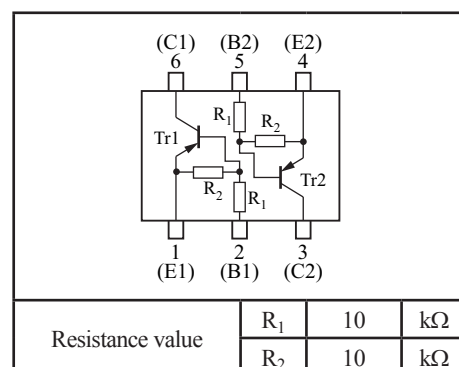 (C1) (B2) (E2)
6 5 4
R1
R2
Tr1
Tr2
R2
R1
1 2 3
(E1) (B1) (C2)
Resistance value
R1 10 kΩ
R2 10 kΩ